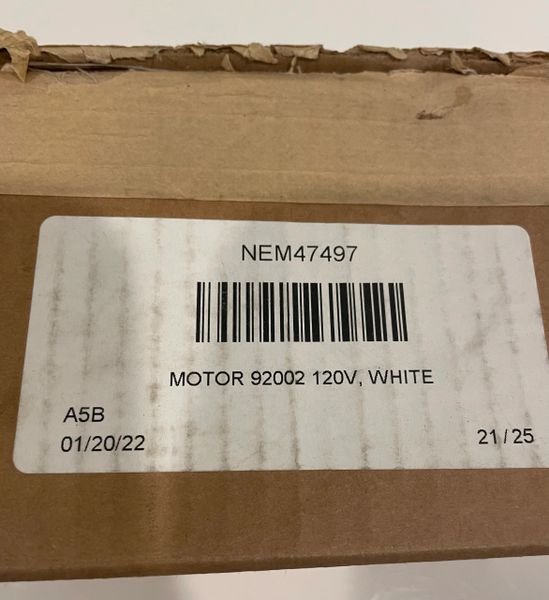 NEM47497
MOTOR 92002 120V, WHITE
A5B
01/20/22
21 / 25